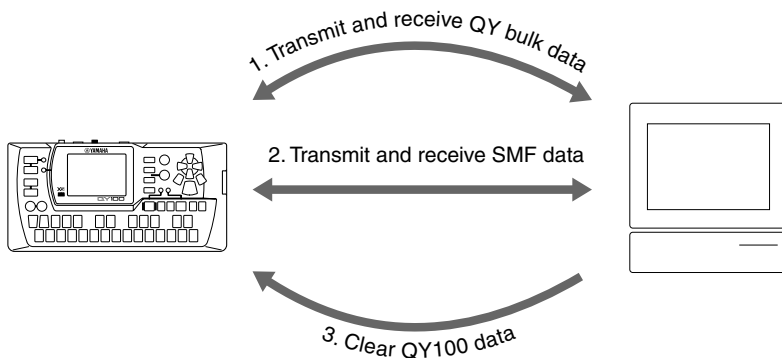 1. Transmit and receive QY bulk data
YAMAHA
2. Transmit and receive SMF data
QY100
3. Clear QY100 data